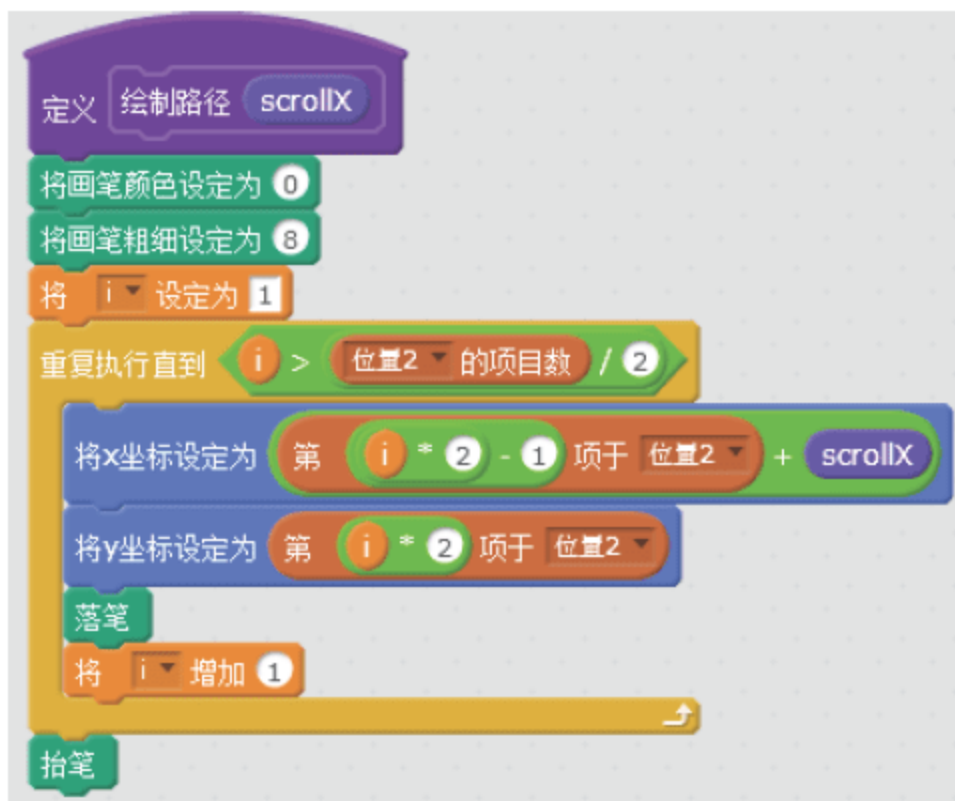 定义 绘制路径 scrollX
将画笔颜色设定为 0
将画笔粗细设定为 8
将 i 设定为 1
重复执行直到 i > 位置2 的项目数 / 2
将x坐标设定为 第 i * 2 - 1 项于 位置2 + scrollX
将y坐标设定为 第 i * 2 项于 位置2
落笔
将 i 增加 1
抬笔